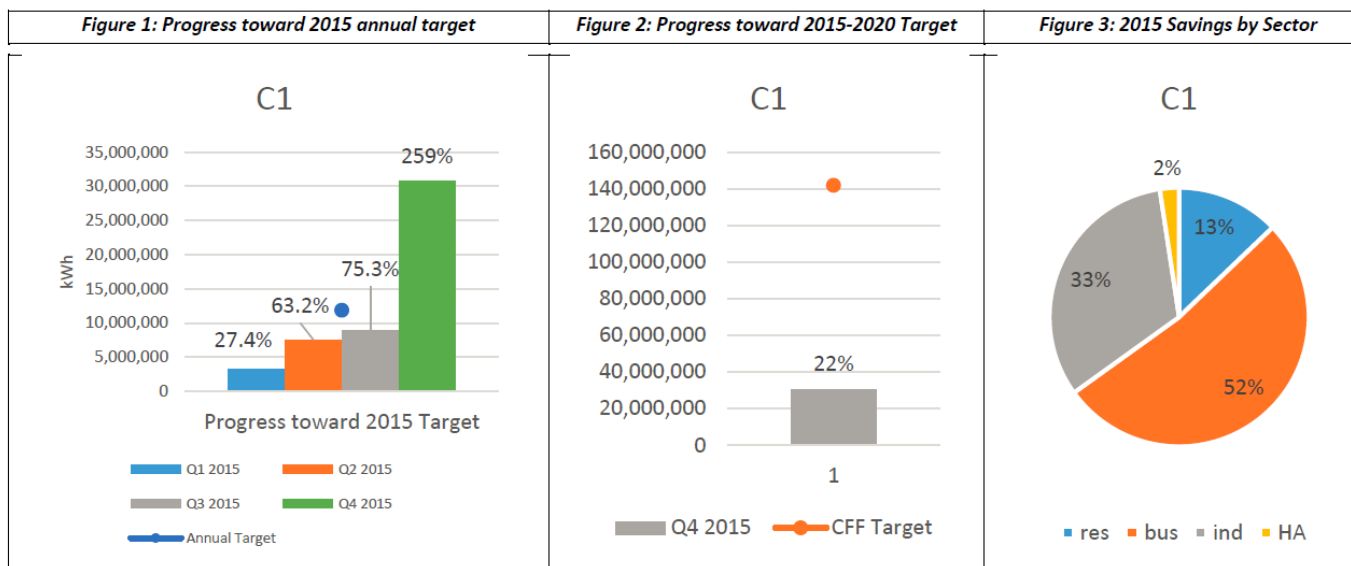 Figure 1: Progress toward 2015 annual target
Figure 2: Progress toward 2015-2020 Target
Figure 3: 2015 Savings by Sector
C1
35,000,000
30,000,000
25,000,000
20,000,000
15,000,000
10,000,000
5,000,000
0
kWh
27.4%
63.2%
75.3%
259%
Progress toward 2015 Target
Q1 2015
Q2 2015
Q3 2015
Q4 2015
Annual Target
C1
160,000,000
140,000,000
120,000,000
100,000,000
80,000,000
60,000,000
40,000,000
20,000,000
0
22%
1
Q4 2015
CFF Target
C1
2%
13%
33%
52%
res
bus
ind
HA